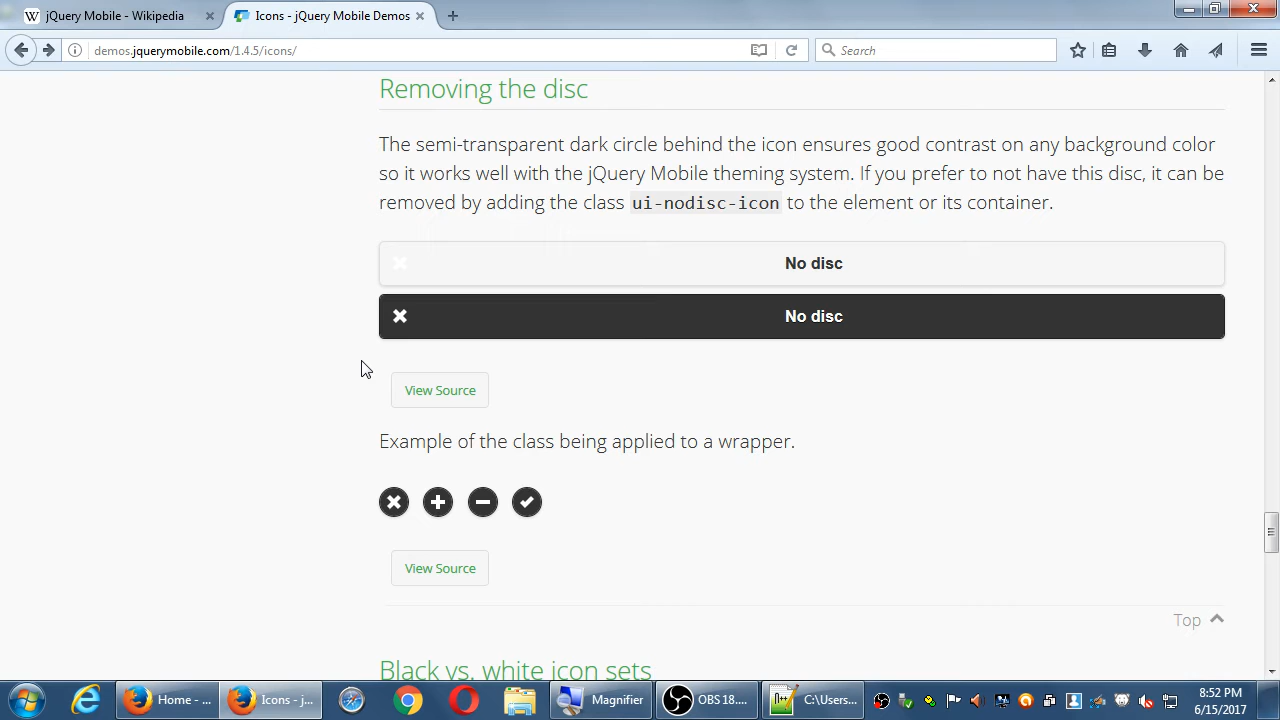 jQuery Mobile - Wikipedia
Icons - jQuery Mobile Demos
demos.jquerymobile.com/1.4.5/icons/
Search
Removing the disc
The semi-transparent dark circle behind the icon ensures good contrast on any background color
so it works well with the jQuery Mobile theming system. If you prefer to not have this disc, it can be
removed by adding the class ui-nodisc-icon to the element or its container.
No disc
No disc
View Source
Example of the class being applied to a wrapper.
View Source
Top
Black vs. white icon sets
Home - ...
Icons - j...
Magnifier
OBS 18....
C:\Users...
8:52 PM
6/15/2017